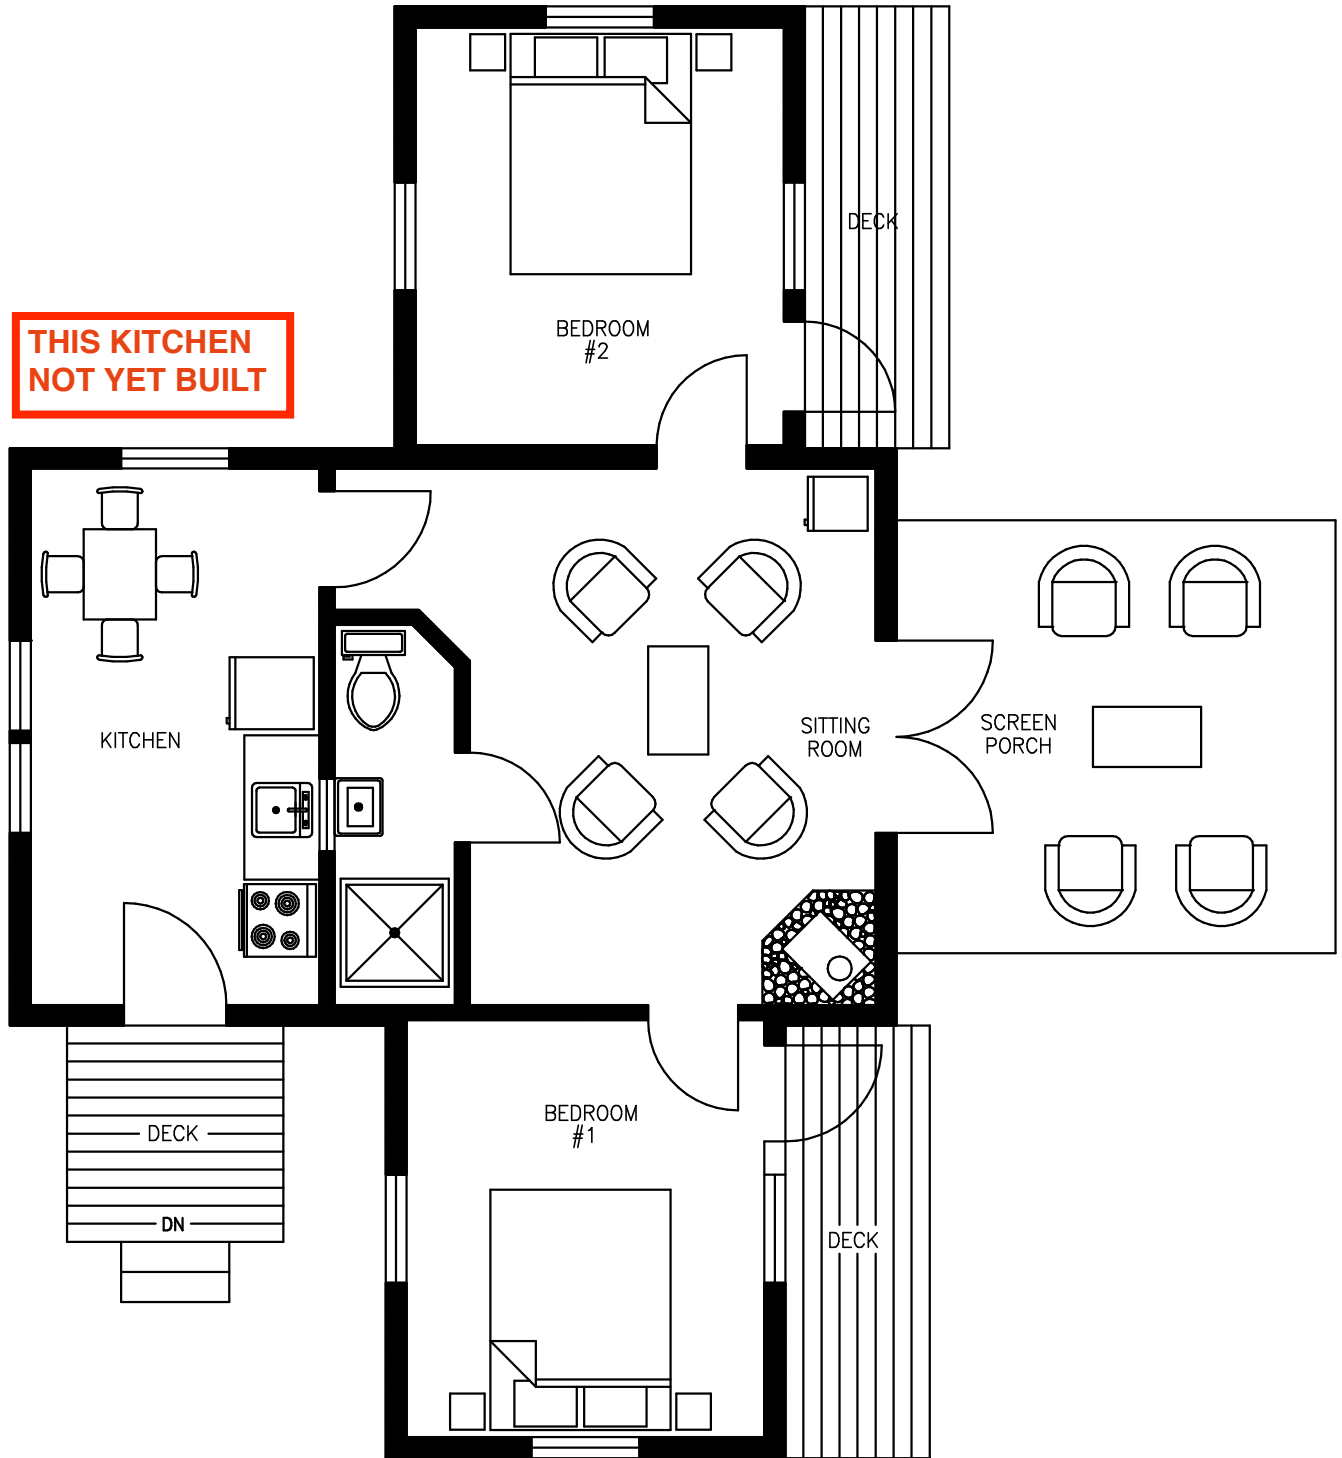 DECK
BEDROOM
#2
THIS KITCHEN
NOT YET BUILT
KITCHEN
SITTING
ROOM
SCREEN
PORCH
BEDROOM
#1
DECK
DN
DECK